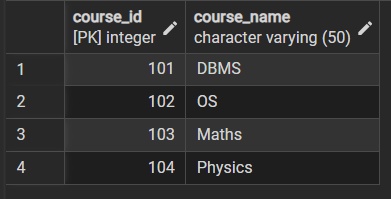 course_id course_name
[PK] integer character varying (50)
1 101 DBMS
2 102 OS
3 103 Maths
4 104 Physics